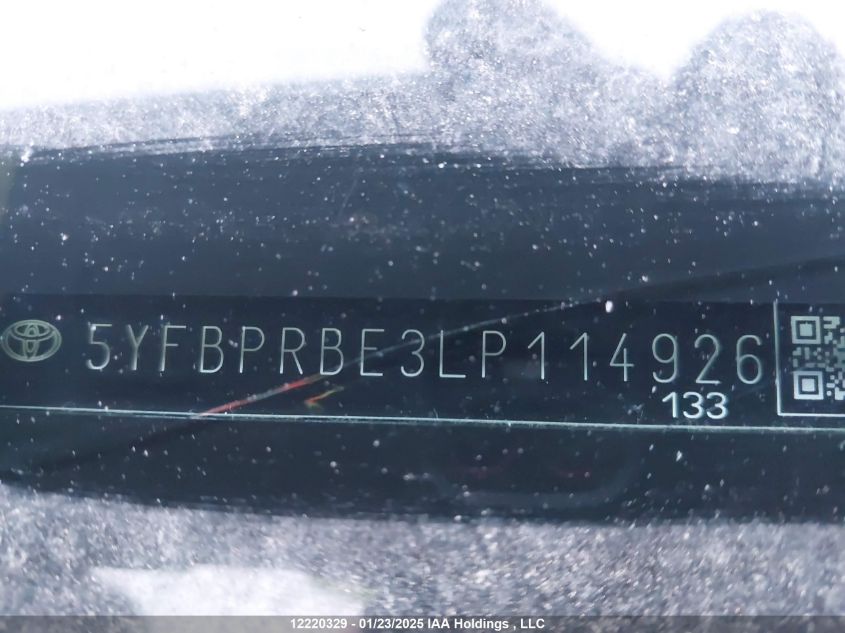 5YFBPRBE3LP114926
133
12220329 - 01/23/2025 IAA Holdings , LLC